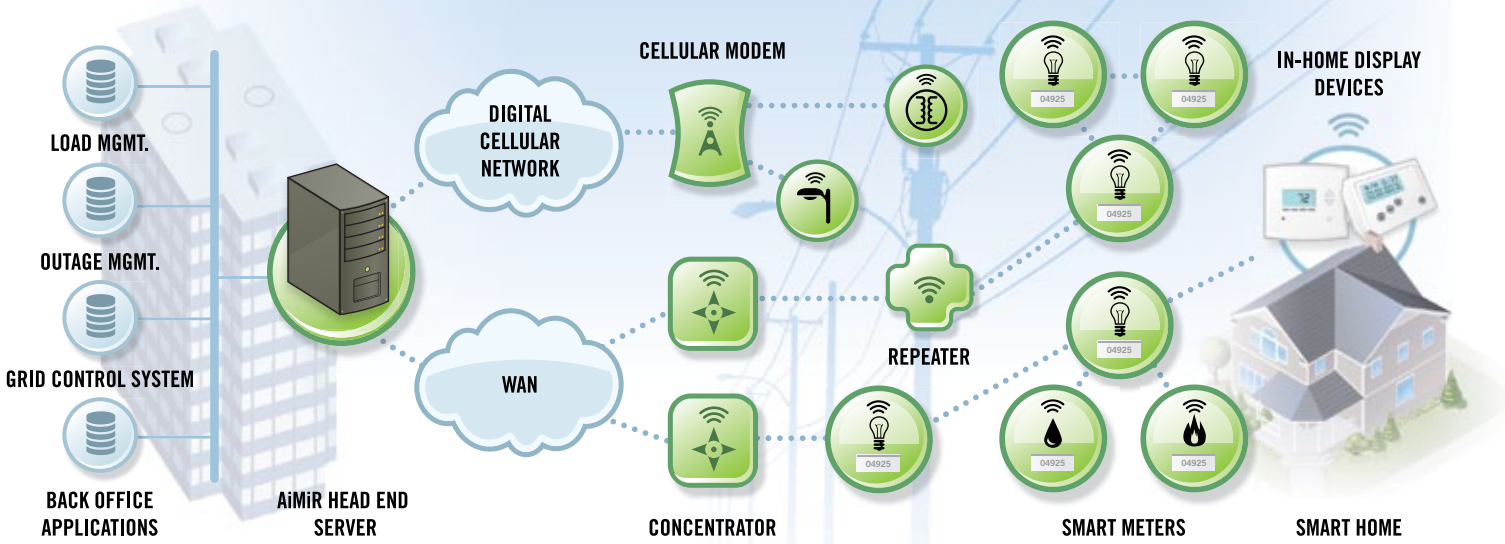 CELLULAR MODEM
IN-HOME DISPLAY
DEVICES
04925
04925
LOAD MGMT.
DIGITAL
CELLULAR
NETWORK
04925
72
OUTAGE MGMT.
GRID CONTROL SYSTEM
WAN
REPEATER
04925
04925
04925
04925
BACK OFFICE
APPLICATIONS
AiMiR HEAD END
SERVER
CONCENTRATOR
SMART METERS
SMART HOME